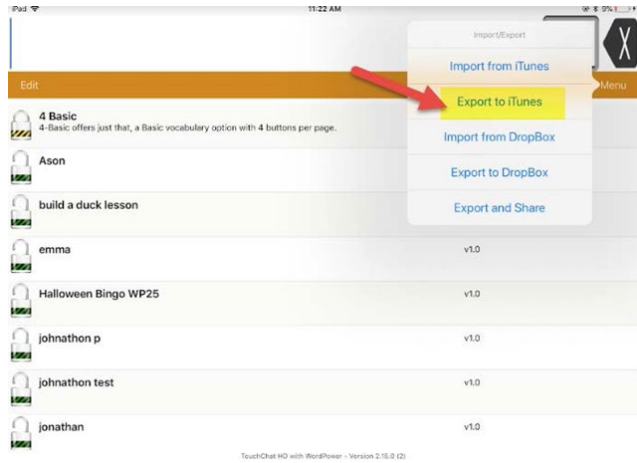 iPad
11:22 AM
9%
Import/Export
X
Import from iTunes
Edit
Menu
Export to iTunes
4 Basic
4-Basic offers just that, a Basic vocabulary option with 4 buttons per page.
Import from DropBox
Ason
Export to DropBox
build a duck lesson
Export and Share
emma
v1.0
Halloween Bingo WP25
v1.0
johnathon p
v1.0
johnathon test
v1.0
jonathan
v1.0
TouchChat HD with WordPower - Version 2.15.0 (2)